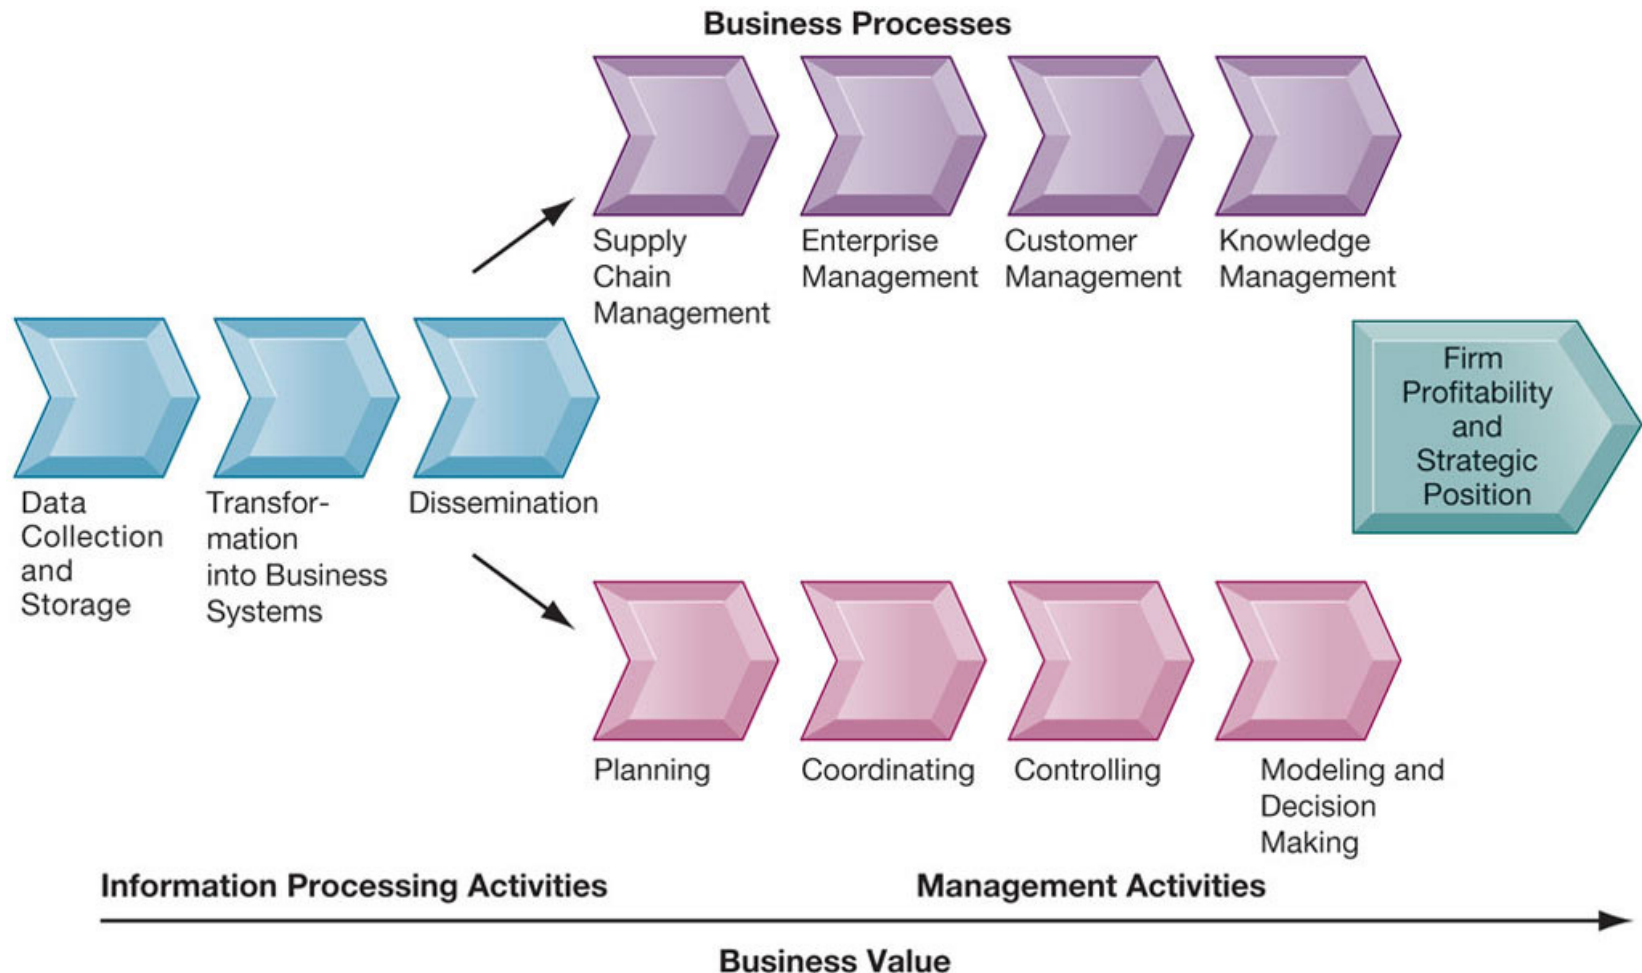 Business Processes
Supply
Chain
Management
Enterprise
Management
Customer
Management
Knowledge
Management
Data
Collection
and
Storage
Transfor-
mation
into Business
Systems
Dissemination
Firm
Profitability
and
Strategic
Position
Planning
Coordinating
Controlling
Modeling and
Decision
Making
Information Processing Activities
Management Activities
Business Value